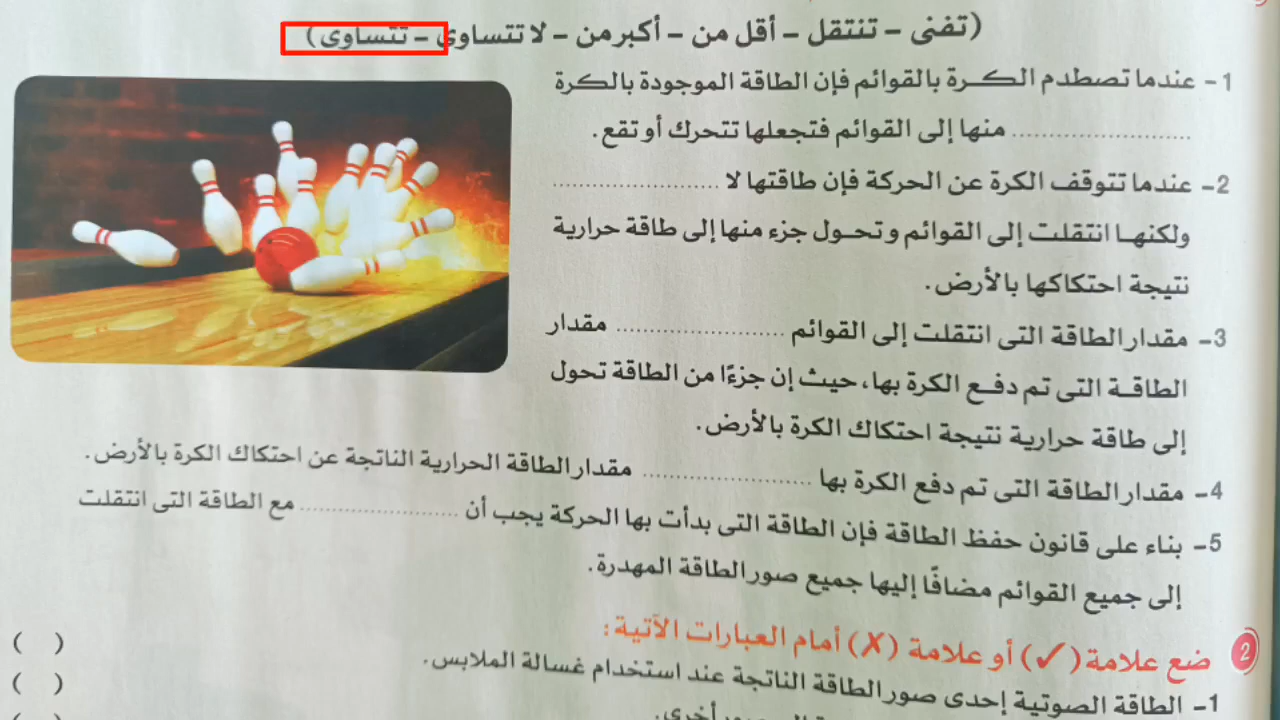 (تفنى – تنتقل – أقل من – أكبر من – لا تتساوى – تتساوى)
1- عندما تصطدم الكرة بالقوائم فإن الطاقة الموجودة بالكرة
........................ منها إلى القوائم فتجعلها تتحرك أو تقع.
2- عندما تتوقف الكرة عن الحركة فإن طاقتها لا ........................
ولكنها انتقلت إلى القوائم وتحول جزء منها إلى طاقة حرارية
نتيجة احتكاكها بالأرض.
3- مقدار الطاقة التى انتقلت إلى القوائم ........................ مقدار
الطاقة التى تم دفع الكرة بها، حيث إن جزءًا من الطاقة تحول
إلى طاقة حرارية نتيجة احتكاك الكرة بالأرض.
4- مقدار الطاقة التى تم دفع الكرة بها ........................ مقدار الطاقة الحرارية الناتجة عن احتكاك الكرة بالأرض.
5- بناء على قانون حفظ الطاقة فإن الطاقة التى بدأت بها الحركة يجب أن ........................ مع الطاقة التى انتقلت
إلى جميع القوائم مضافًا إليها جميع صور الطاقة المهدرة.
2 ضع علامة (✓) أو علامة (✗) أمام العبارات الآتية:
1- الطاقة الصوتية إحدى صور الطاقة الناتجة عند استخدام غسالة الملابس. ( )
( )